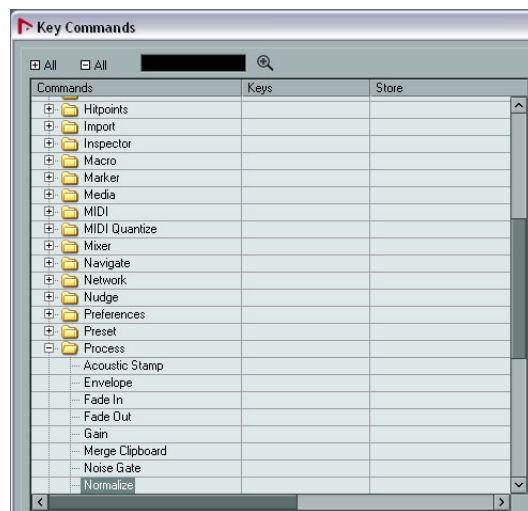 Key Commands
All All
Commands Keys Store
Hitpoints
Import
Inspector
Macro
Marker
Media
MIDI
MIDI Quantize
Mixer
Navigate
Network
Nudge
Preferences
Preset
Process
Acoustic Stamp
Envelope
Fade In
Fade Out
Gain
Merge Clipboard
Noise Gate
Normalize